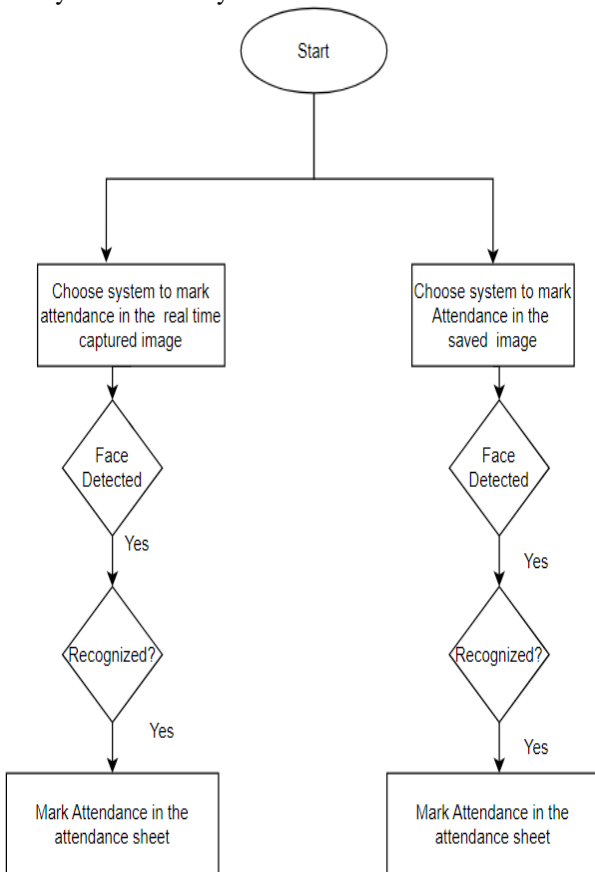 Start
Choose system to mark
attendance in the real time
captured image
Choose system to mark
Attendance in the
saved image
Face
Detected
Face
Detected
Yes
Yes
Recognized?
Recognized?
Yes
Yes
Mark Attendance in the
attendance sheet
Mark Attendance in the
attendance sheet